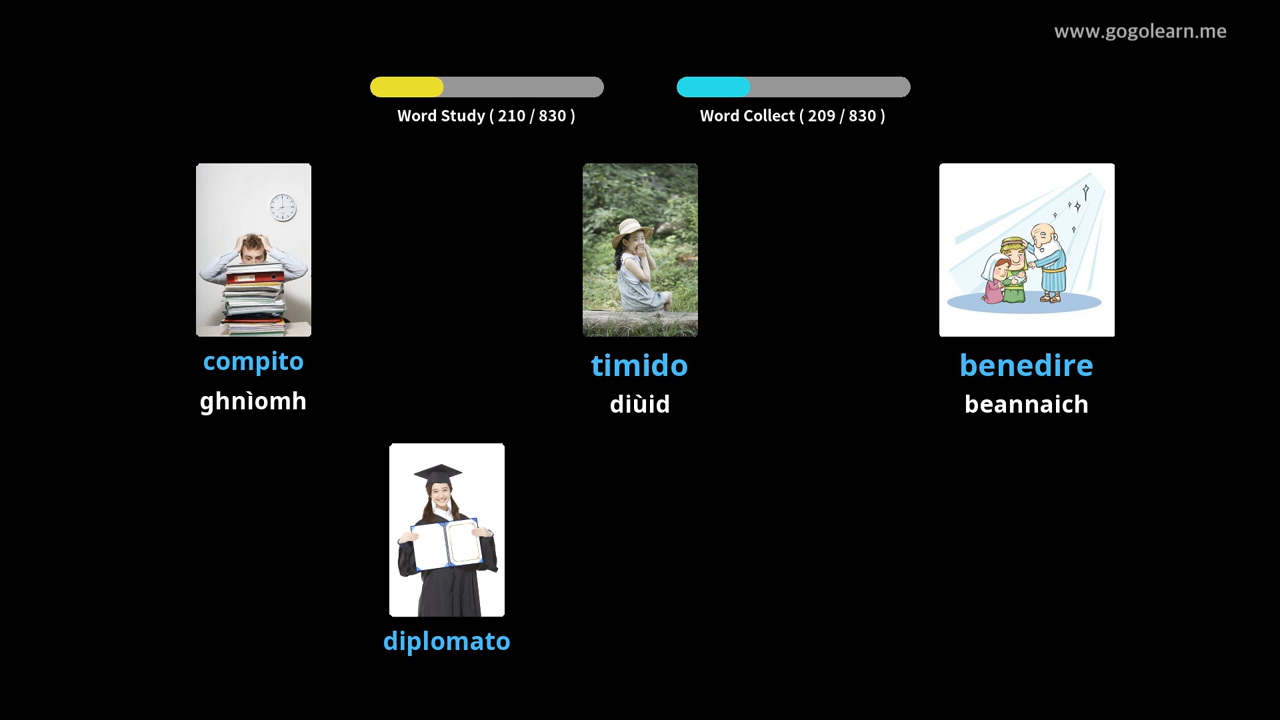 www.gogolearn.me
Word Study ( 210 / 830 )
Word Collect ( 209 / 830 )
compito
ghnìomh
timido
diùid
benedire
beannaich
diplomato